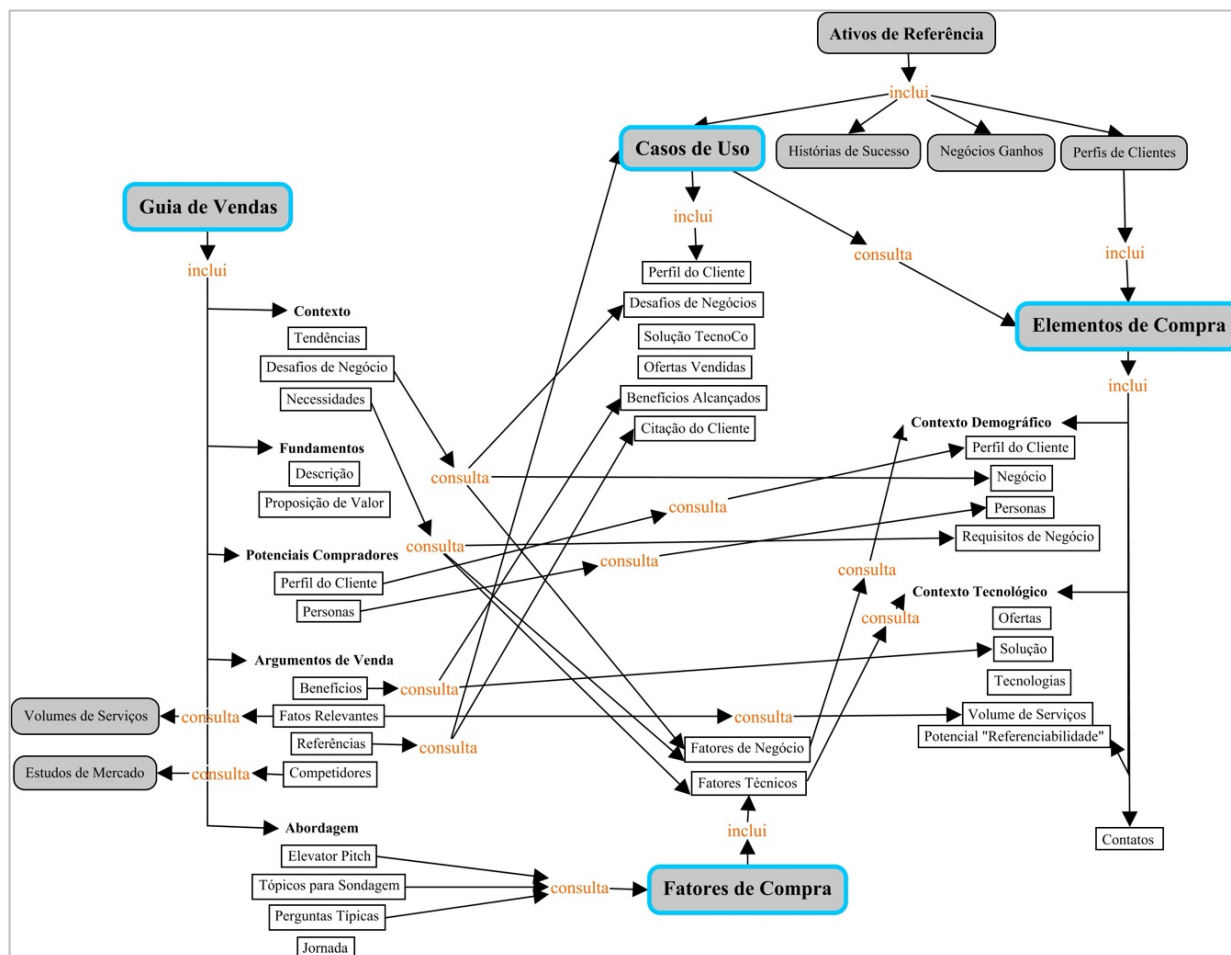 Ativos de Referência
inclui
Casos de Uso
Histórias de Sucesso
Negócios Ganhos
Perfis de Clientes
Guia de Vendas
inclui
Contexto
Tendências
Desafios de Negócio
Necessidades
Fundamentos
Descrição
Proposição de Valor
Potenciais Compradores
Perfil do Cliente
Personas
Argumentos de Venda
Benefícios
Fatos Relevantes
Referências
Competidores
Abordagem
Elevator Pitch
Tópicos para Sondagem
Perguntas Típicas
Jornada
Volumes de Serviços
consulta
Estudos de Mercado
consulta
consulta
consulta
consulta
consulta
consulta
inclui
Perfil do Cliente
Desafios de Negócios
Solução TecnoCo
Ofertas Vendidas
Benefícios Alcançados
Citação do Cliente
consulta
consulta
consulta
Fatores de Negócio
Fatores Técnicos
inclui
Fatores de Compra
consulta
inclui
Elementos de Compra
inclui
consulta
consulta
Contexto Demográfico
Perfil do Cliente
Negócio
Personas
Requisitos de Negócio
Contexto Tecnológico
Ofertas
Solução
Tecnologias
Volume de Serviços
Potencial "Referenciabilidade"
Contatos